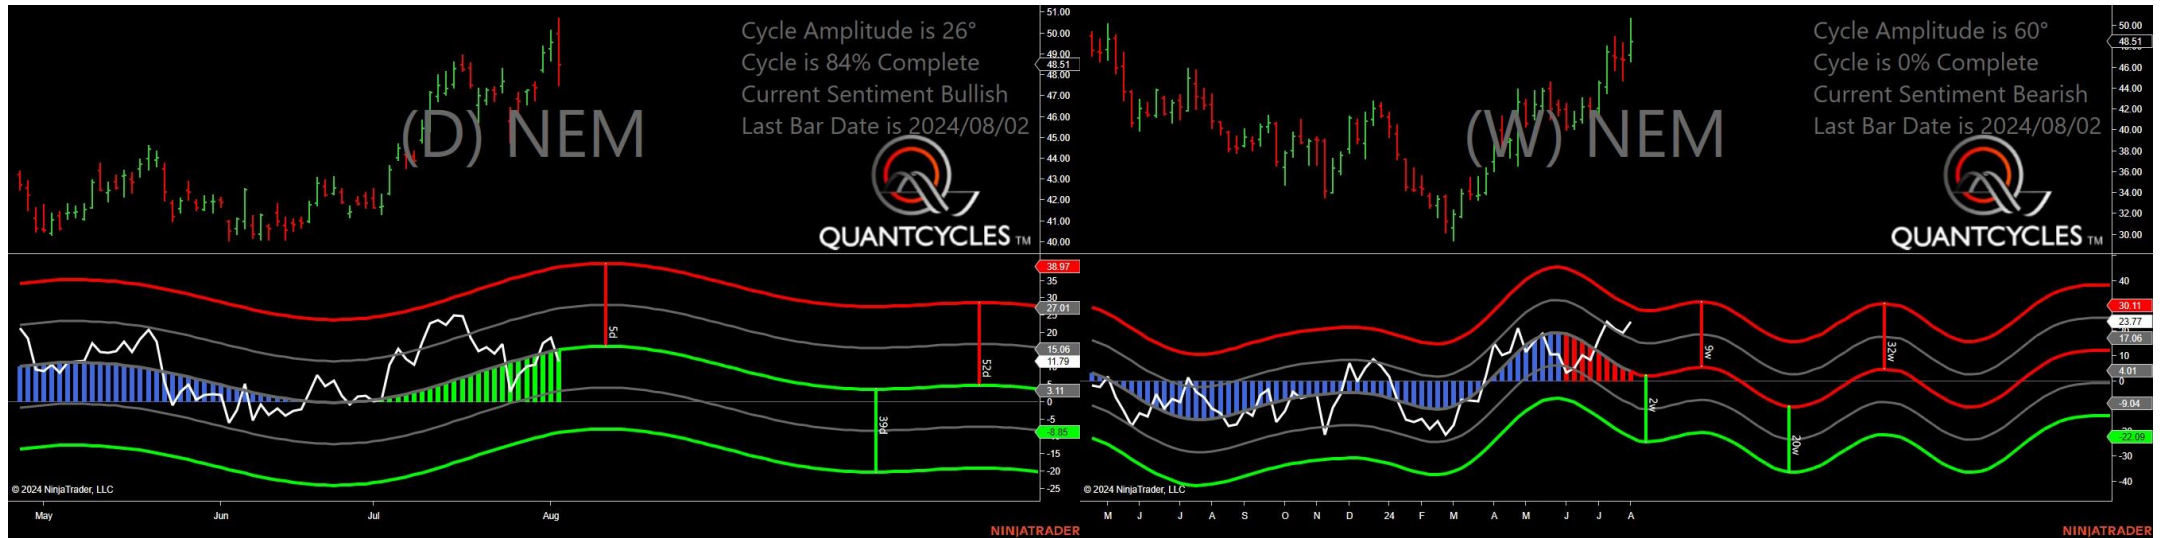 Cycle Amplitude is 26°
Cycle is 84% Complete
Current Sentiment Bullish
Last Bar Date is 2024/08/02
(D) NEM
QUANTCYCLES TM
51.00
50.00
49.00
48.51
48.00
47.00
46.00
45.00
44.00
43.00
42.00
41.00
40.00
38.97
35
30
27.01
25
20
15.06
11.79
10
5
3.11
0
-5
-8.85
-15
-20
-25
5d
39d
52d
© 2024 NinjaTrader, LLC
May Jun Jul Aug
NINJATRADER
Cycle Amplitude is 60°
Cycle is 0% Complete
Current Sentiment Bearish
Last Bar Date is 2024/08/02
(W) NEM
QUANTCYCLES TM
50.00
48.51
46.00
44.00
42.00
40.00
38.00
36.00
34.00
32.00
30.00
40
30.11
23.77
17.06
10
4.01
0
-9.04
-22.09
-30
-40
2w
9w
20w
32w
© 2024 NinjaTrader, LLC
M J J A S O N D 24 F M A M J J A
NINJATRADER